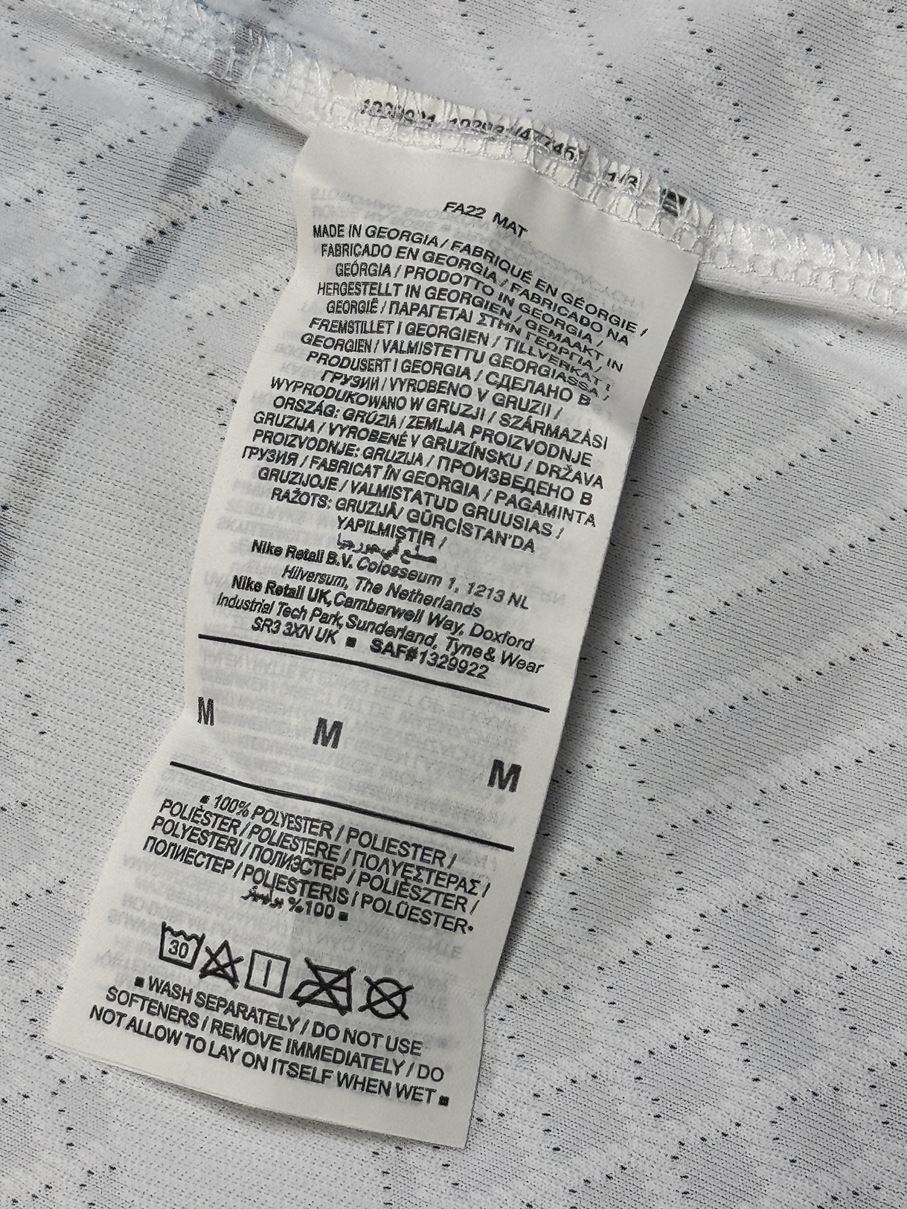 FA22 MAT
MADE IN GEORGIA / FABRIQUÉ EN GÉORGIE /
FABRICADO EN GEORGIA / FABRICADO NA
GEÓRGIA / PRODOTTO IN GEORGIA /
HERGESTELLT IN GEORGIEN / GEMAAKT IN
GEORGIË / ΠΑΡΑΓΕΤΑΙ ΣΤΗΝ ΓΕΩΡΓΙΑ /
FREMSTILLET I GEORGIEN / TILLVERKAT I
GEORGIEN / VALMISTETTU GEORGIASSA /
PRODUSERT I GEORGIA / СДЕЛАНО В
ГРУЗИИ / VYROBENO V GRUZII /
WYPRODUKOWANO W GRUZJI / SZÁRMAZÁSI
ORSZÁG: GRÚZIA / ZEMLJA PROIZVODNJE
GRUZIJA / VYROBENÉ V GRUZÍNSKU / DRŽAVA
PROIZVODNJE: GRUZIJA / ПРОИЗВЕДЕНО В
ГРУЗИЯ / FABRICAT ÎN GEORGIA / PAGAMINTA
GRUZIJOJE / VALMISTATUD GRUUSIAS /
RAŽOTS: GRUZIJĀ/ GÜRCİSTAN'DA
YAPILMIŞTIR /
صنع في جورجيا
Nike Retail B.V. Colosseum 1, 1213 NL
Hilversum, The Netherlands
Nike Retail UK, Camberwell Way, Doxford
Industrial Tech Park, Sunderland, Tyne & Wear
SR3 3XN UK ■ SAF#1329922
M M M
■ 100% POLYESTER / POLIESTER /
POLIÉSTER / POLIESTERE / ΠΟΛΥΕΣΤΕΡΑΣ /
POLYESTERI / ПОЛИЭСТЕР / POLIÉSZTER /
ПОЛИЕСТЕР / POLIESTERIS / POLÜESTER•
بوليستر %100 ■
30
■ WASH SEPARATELY / DO NOT USE
SOFTENERS / REMOVE IMMEDIATELY / DO
NOT ALLOW TO LAY ON ITSELF WHEN WET ■